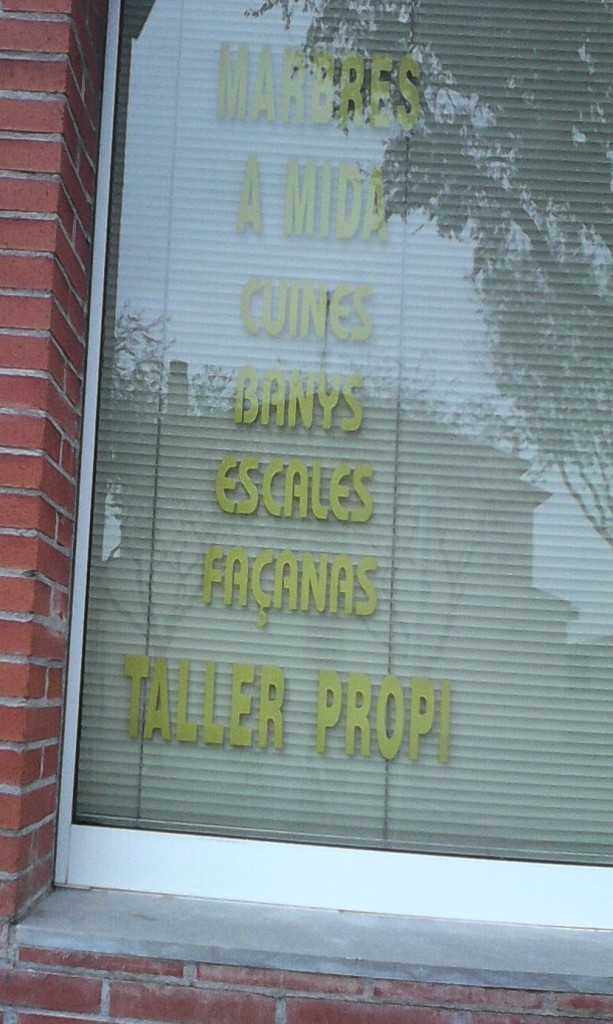 MARBRES
A MIDA
CUINES
BANYS
ESCALES
FAÇANAS
TALLER PROPI